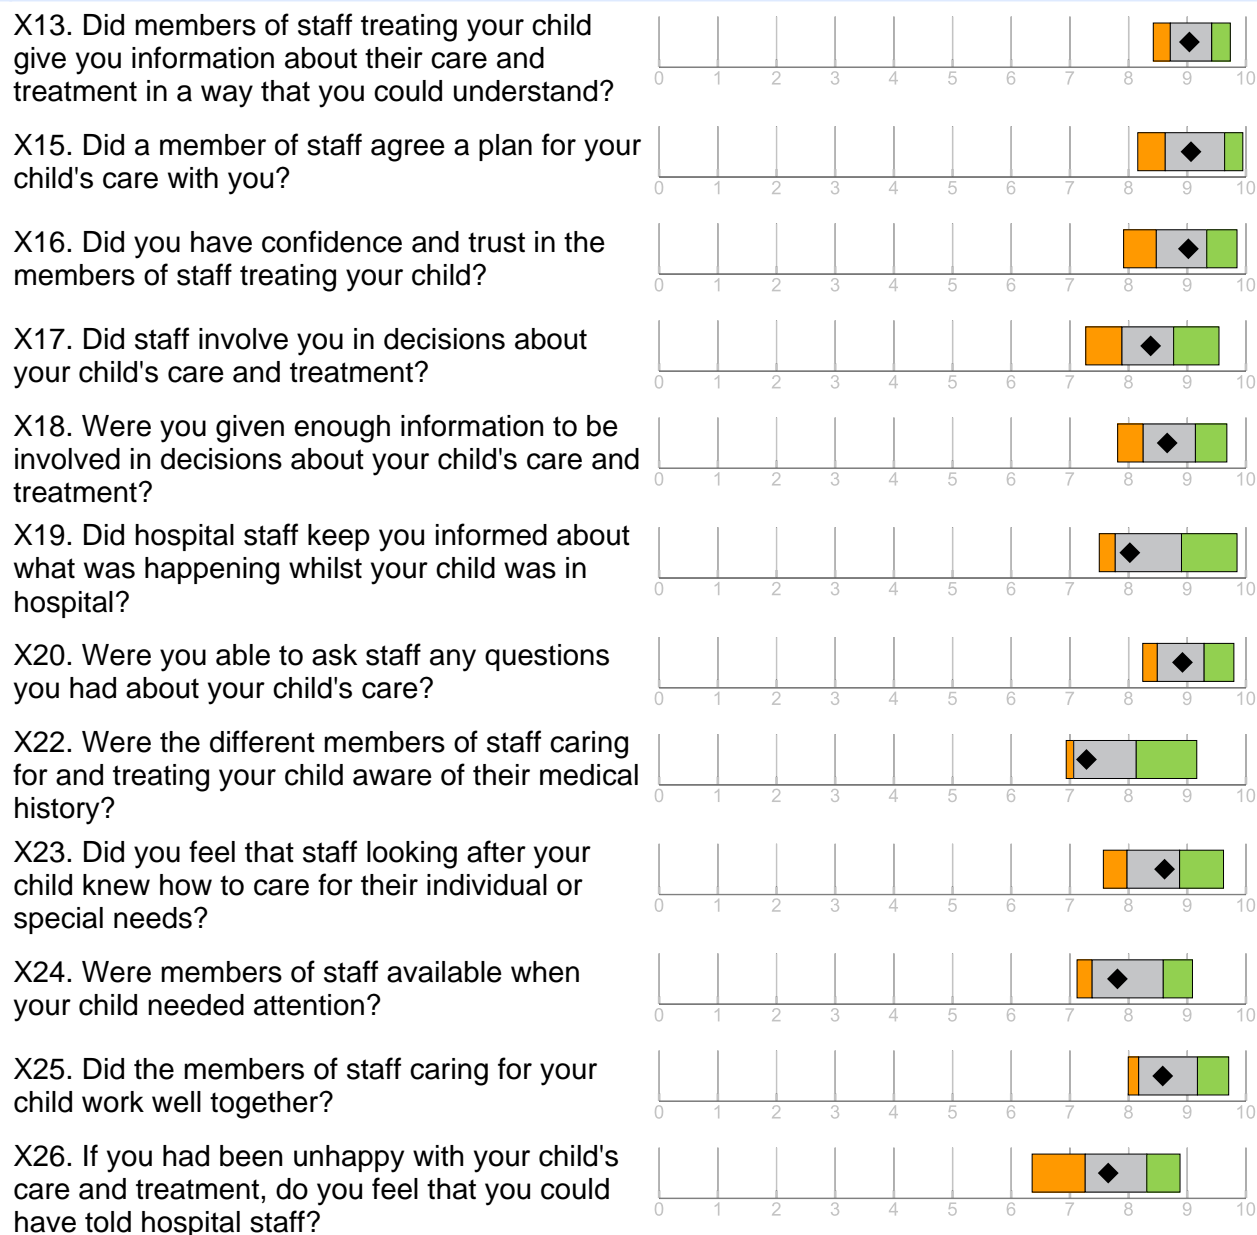 X13. Did members of staff treating your child
give you information about their care and
treatment in a way that you could understand?
0 1 2 3 4 5 6 7 8 9 10
X15. Did a member of staff agree a plan for your
child's care with you?
0 1 2 3 4 5 6 7 8 9 10
X16. Did you have confidence and trust in the
members of staff treating your child?
0 1 2 3 4 5 6 7 8 9 10
X17. Did staff involve you in decisions about
your child's care and treatment?
0 1 2 3 4 5 6 7 8 9 10
X18. Were you given enough information to be
involved in decisions about your child's care and
treatment?
0 1 2 3 4 5 6 7 8 9 10
X19. Did hospital staff keep you informed about
what was happening whilst your child was in
hospital?
0 1 2 3 4 5 6 7 8 9 10
X20. Were you able to ask staff any questions
you had about your child's care?
0 1 2 3 4 5 6 7 8 9 10
X22. Were the different members of staff caring
for and treating your child aware of their medical
history?
0 1 2 3 4 5 6 7 8 9 10
X23. Did you feel that staff looking after your
child knew how to care for their individual or
special needs?
0 1 2 3 4 5 6 7 8 9 10
X24. Were members of staff available when
your child needed attention?
0 1 2 3 4 5 6 7 8 9 10
X25. Did the members of staff caring for your
child work well together?
0 1 2 3 4 5 6 7 8 9 10
X26. If you had been unhappy with your child's
care and treatment, do you feel that you could
have told hospital staff?
0 1 2 3 4 5 6 7 8 9 10